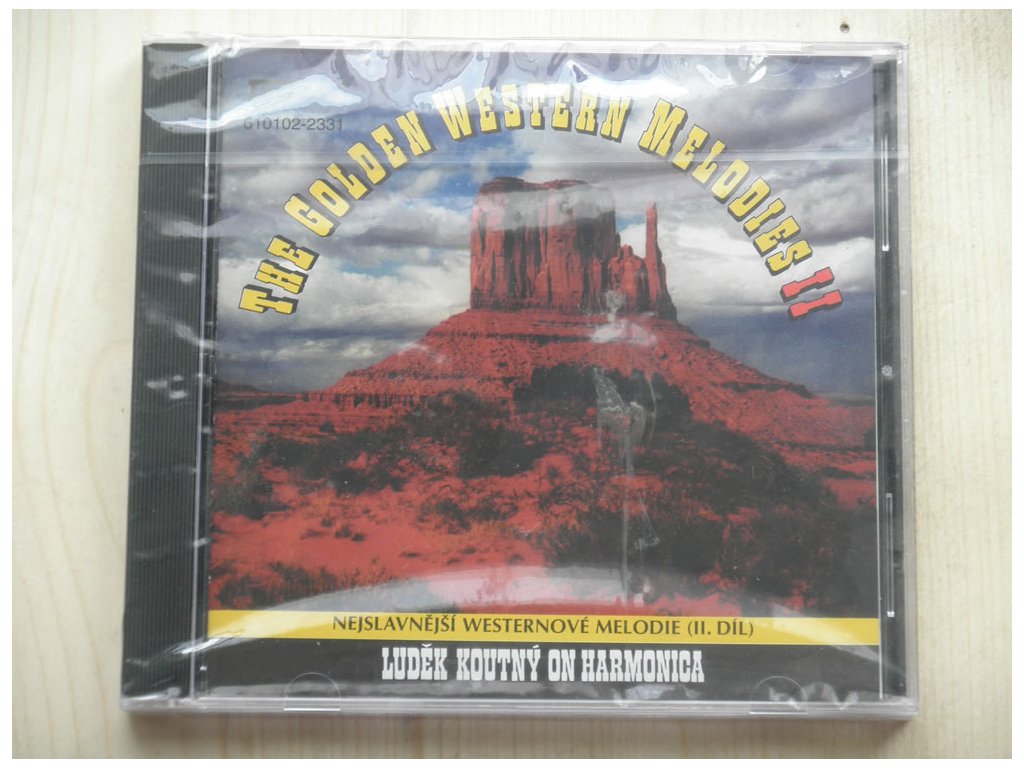 610102-2331
THE GOLDEN WESTERN MELODIES II
NEJSLAVNĚJŠÍ WESTERNOVÉ MELODIE (II. DÍL)
LUDĚK KOUTNÝ ON HARMONICA